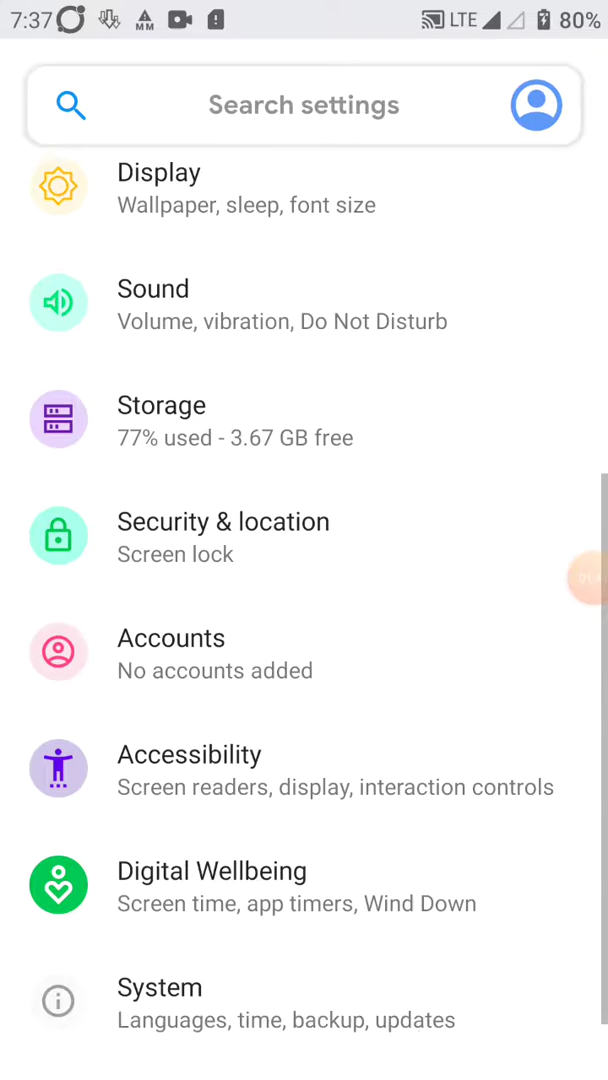 7:37 MM LTE 80%
Search settings
Display
Wallpaper, sleep, font size
Sound
Volume, vibration, Do Not Disturb
Storage
77% used - 3.67 GB free
Security & location
Screen lock
Accounts
No accounts added
Accessibility
Screen readers, display, interaction controls
Digital Wellbeing
Screen time, app timers, Wind Down
System
Languages, time, backup, updates